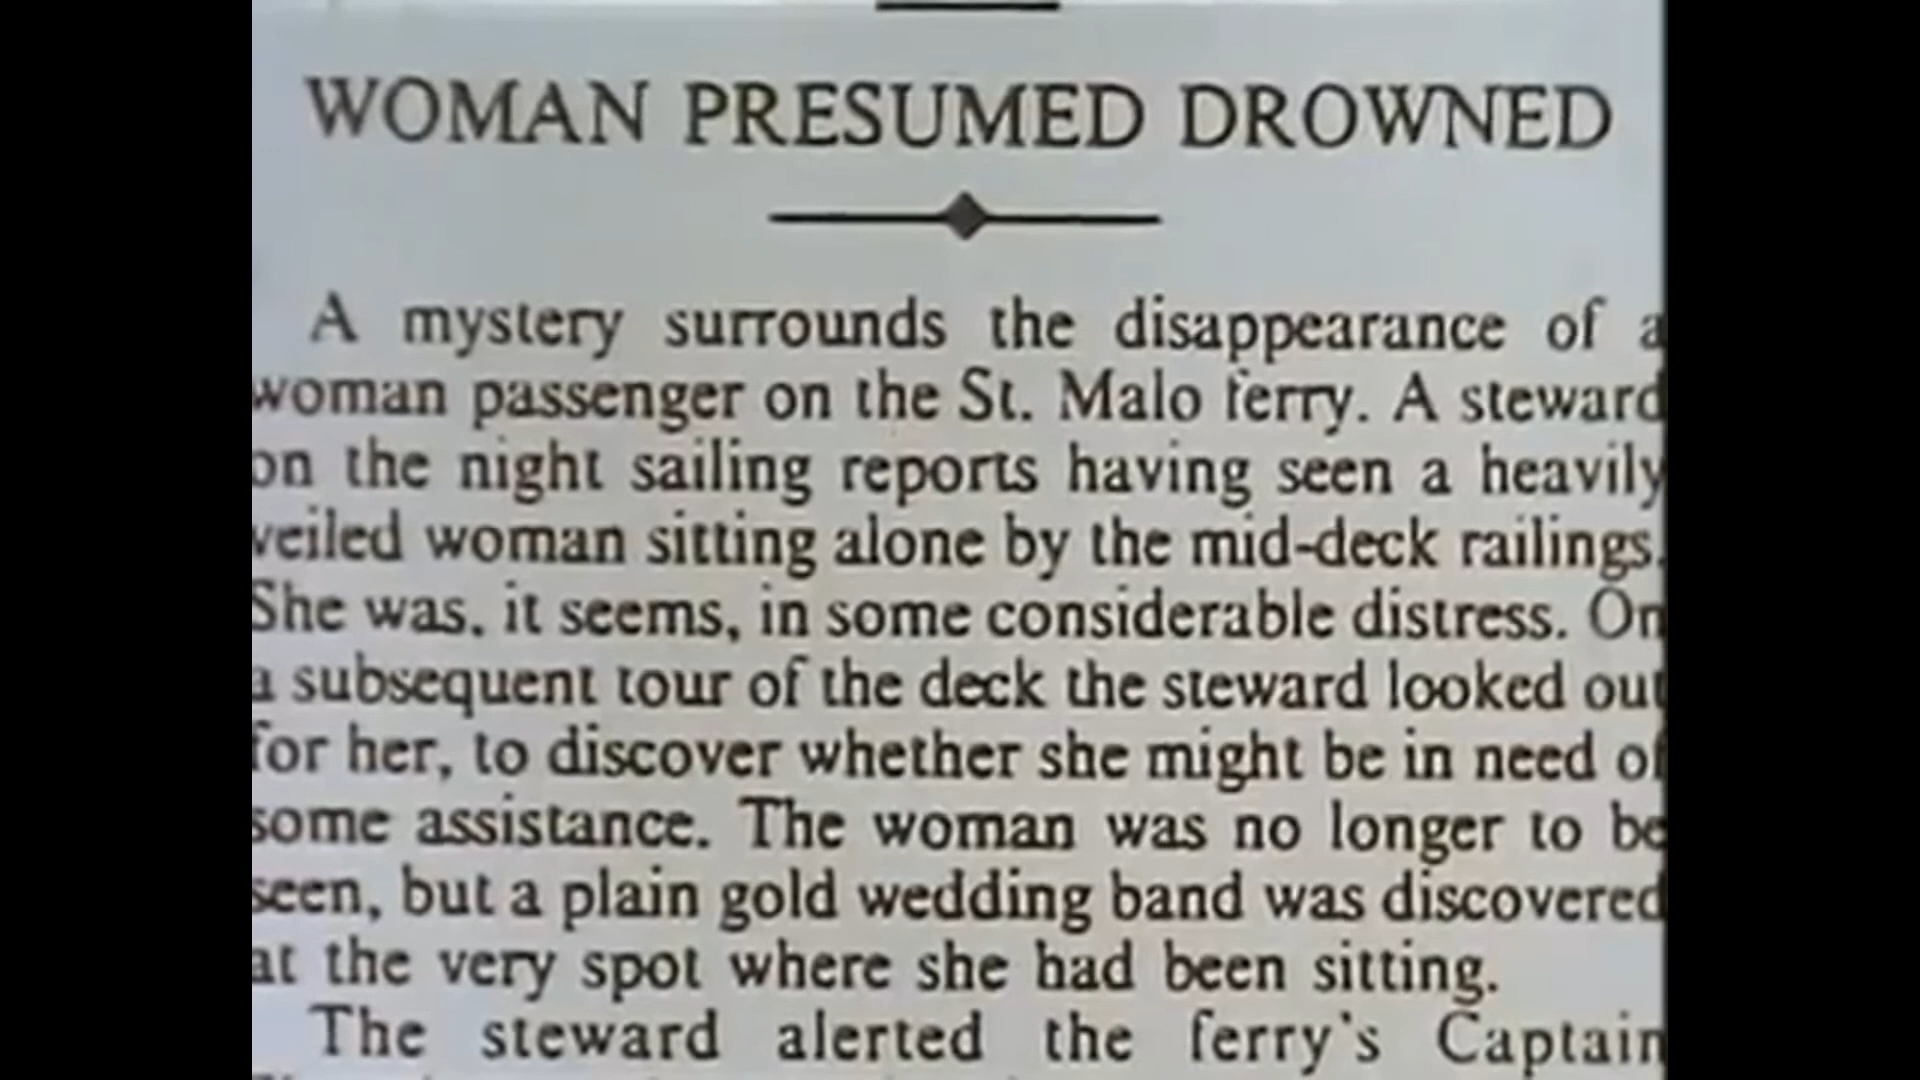 WOMAN PRESUMED DROWNED
A mystery surrounds the disappearance of a
woman passenger on the St. Malo ferry. A steward
on the night sailing reports having seen a heavily
veiled woman sitting alone by the mid-deck railings.
She was, it seems, in some considerable distress. On
a subsequent tour of the deck the steward looked out
for her, to discover whether she might be in need of
some assistance. The woman was no longer to be
seen, but a plain gold wedding band was discovered
at the very spot where she had been sitting.
The steward alerted the ferry's Captain